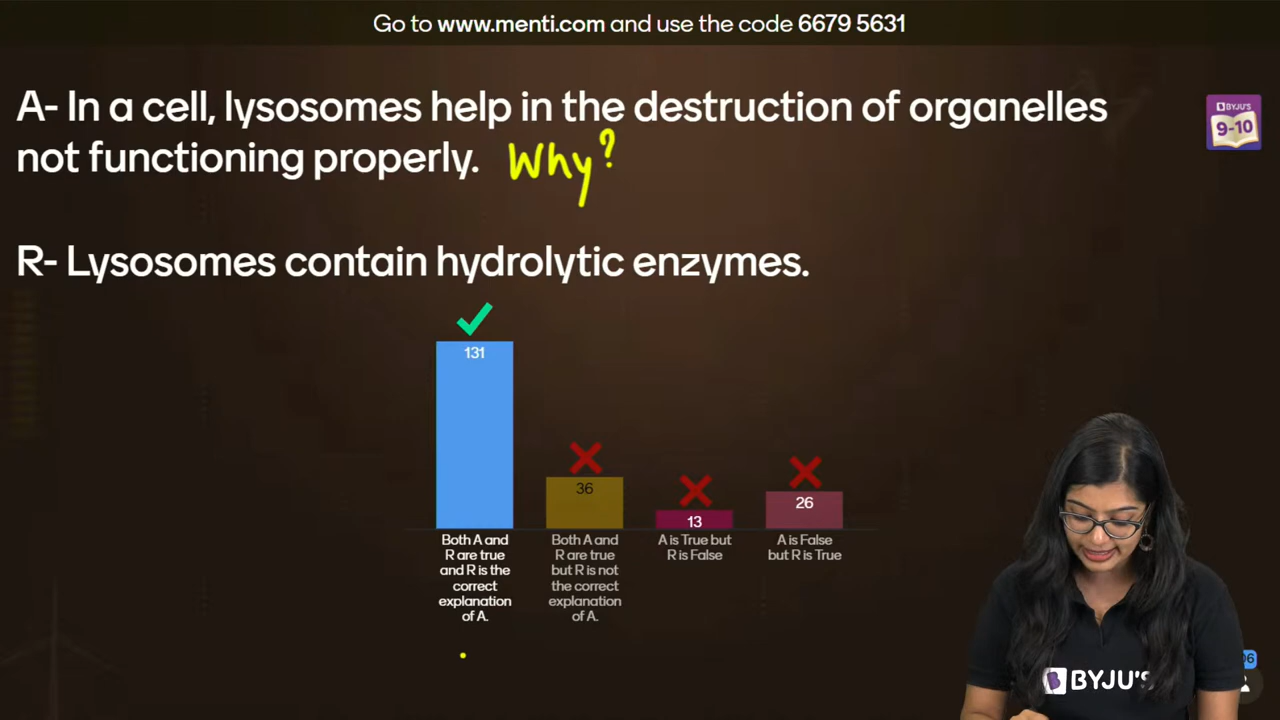 Go to www.menti.com and use the code 6679 5631
A- In a cell, lysosomes help in the destruction of organelles
not functioning properly. Why?
BYJU'S
9-10
R- Lysosomes contain hydrolytic enzymes.
131
36
13
26
Both A and
R are true
and R is the
correct
explanation
of A.
Both A and
R are true
but R is not
the correct
explanation
of A.
A is True but
R is False
A is False
but R is True
BYJU'S